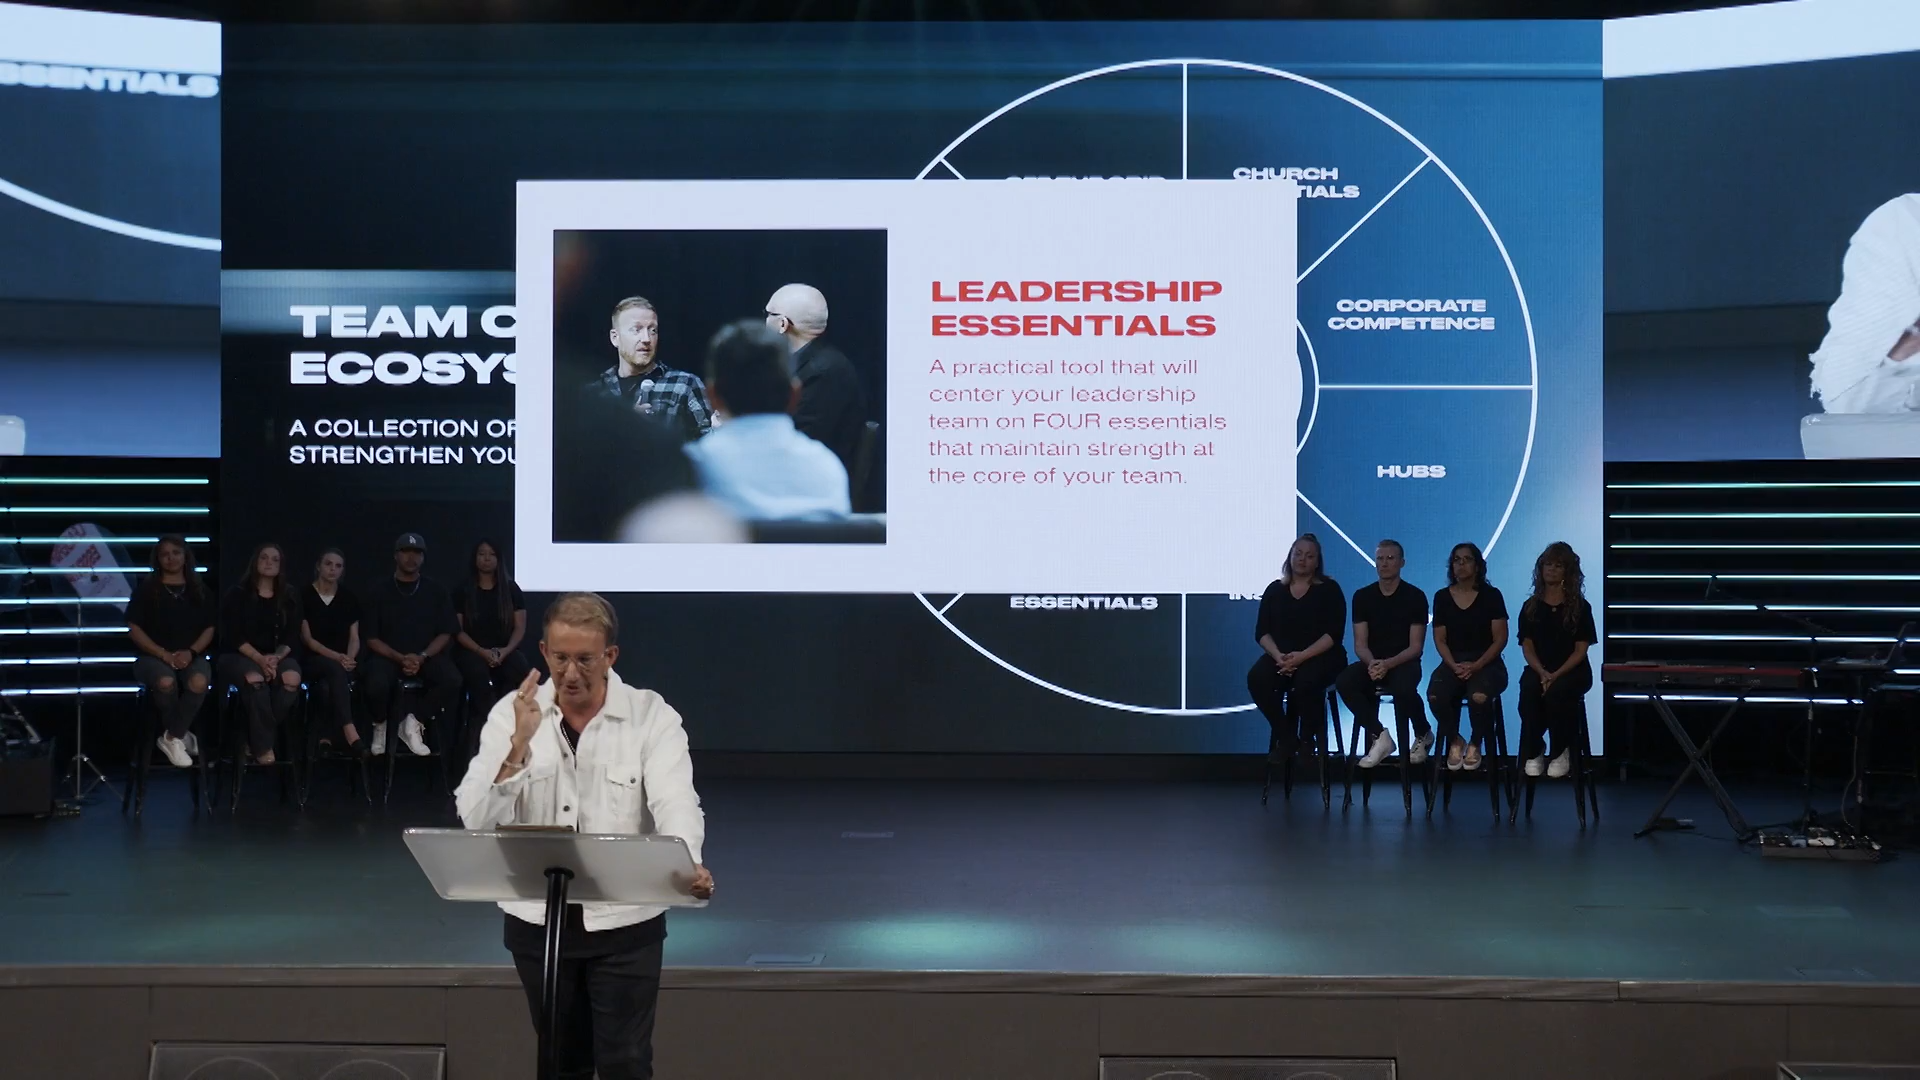 SSENTIALS
TEAM C
ECOSYS
A COLLECTION OF
STRENGTHEN YOU
LEADERSHIP
ESSENTIALS
A practical tool that will
center your leadership
team on FOUR essentials
that maintain strength at
the core of your team.
CHURCH
TIALS
CORPORATE
COMPETENCE
HUBS
ESSENTIALS